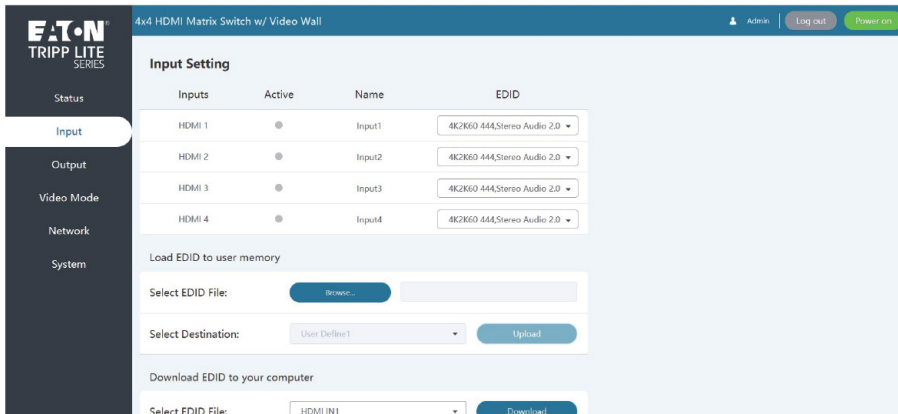 4x4 HDMI Matrix Switch w/ Video Wall
Admin
Log out
Power on
EATON®
TRIPP LITE
SERIES
Status
Input
Output
Video Mode
Network
System
Input Setting
Inputs Active Name EDID
HDMI 1 Input1 4K2K60 444,Stereo Audio 2.0
HDMI 2 Input2 4K2K60 444,Stereo Audio 2.0
HDMI 3 Input3 4K2K60 444,Stereo Audio 2.0
HDMI 4 Input4 4K2K60 444,Stereo Audio 2.0
Load EDID to user memory
Select EDID File: Browse...
Select Destination: User Define1 Upload
Download EDID to your computer
Select EDID File: HDMI IN1 Download